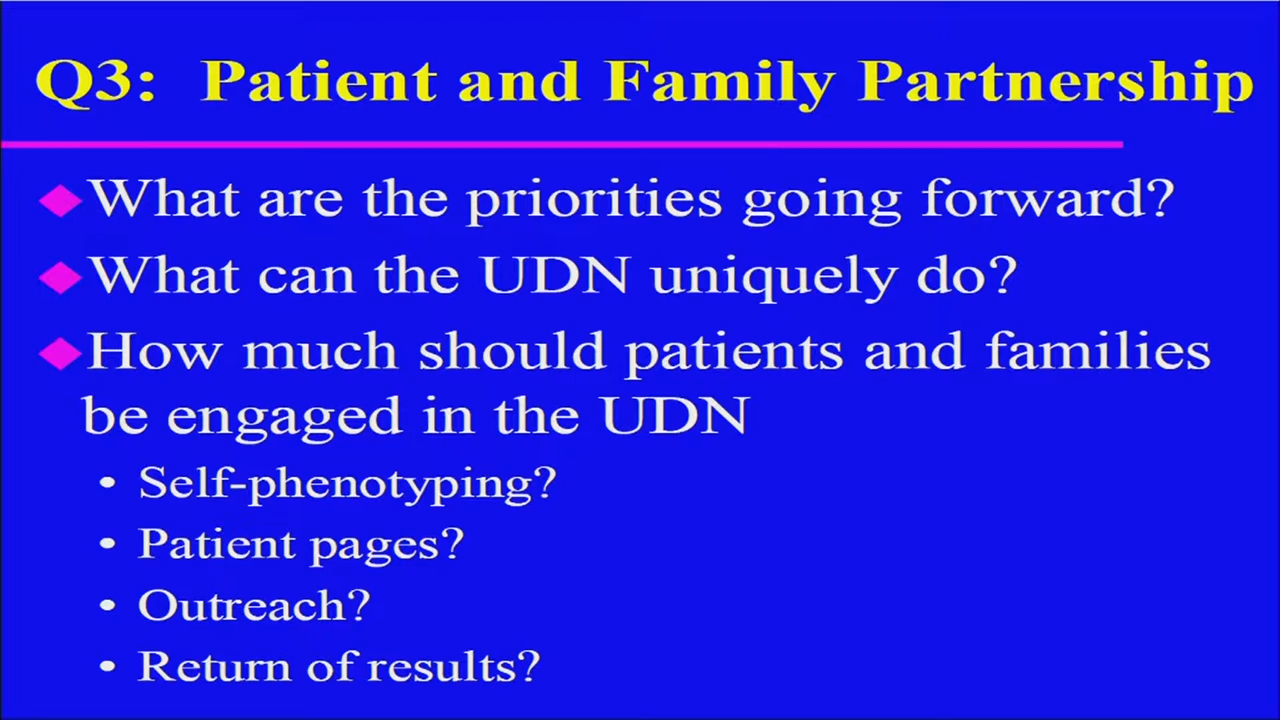 Q3: Patient and Family Partnership
What are the priorities going forward?
What can the UDN uniquely do?
How much should patients and families
be engaged in the UDN
• Self-phenotyping?
• Patient pages?
• Outreach?
• Return of results?